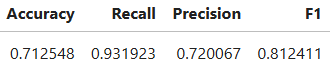 Accuracy Recall Precision F1
0.712548 0.931923 0.720067 0.812411